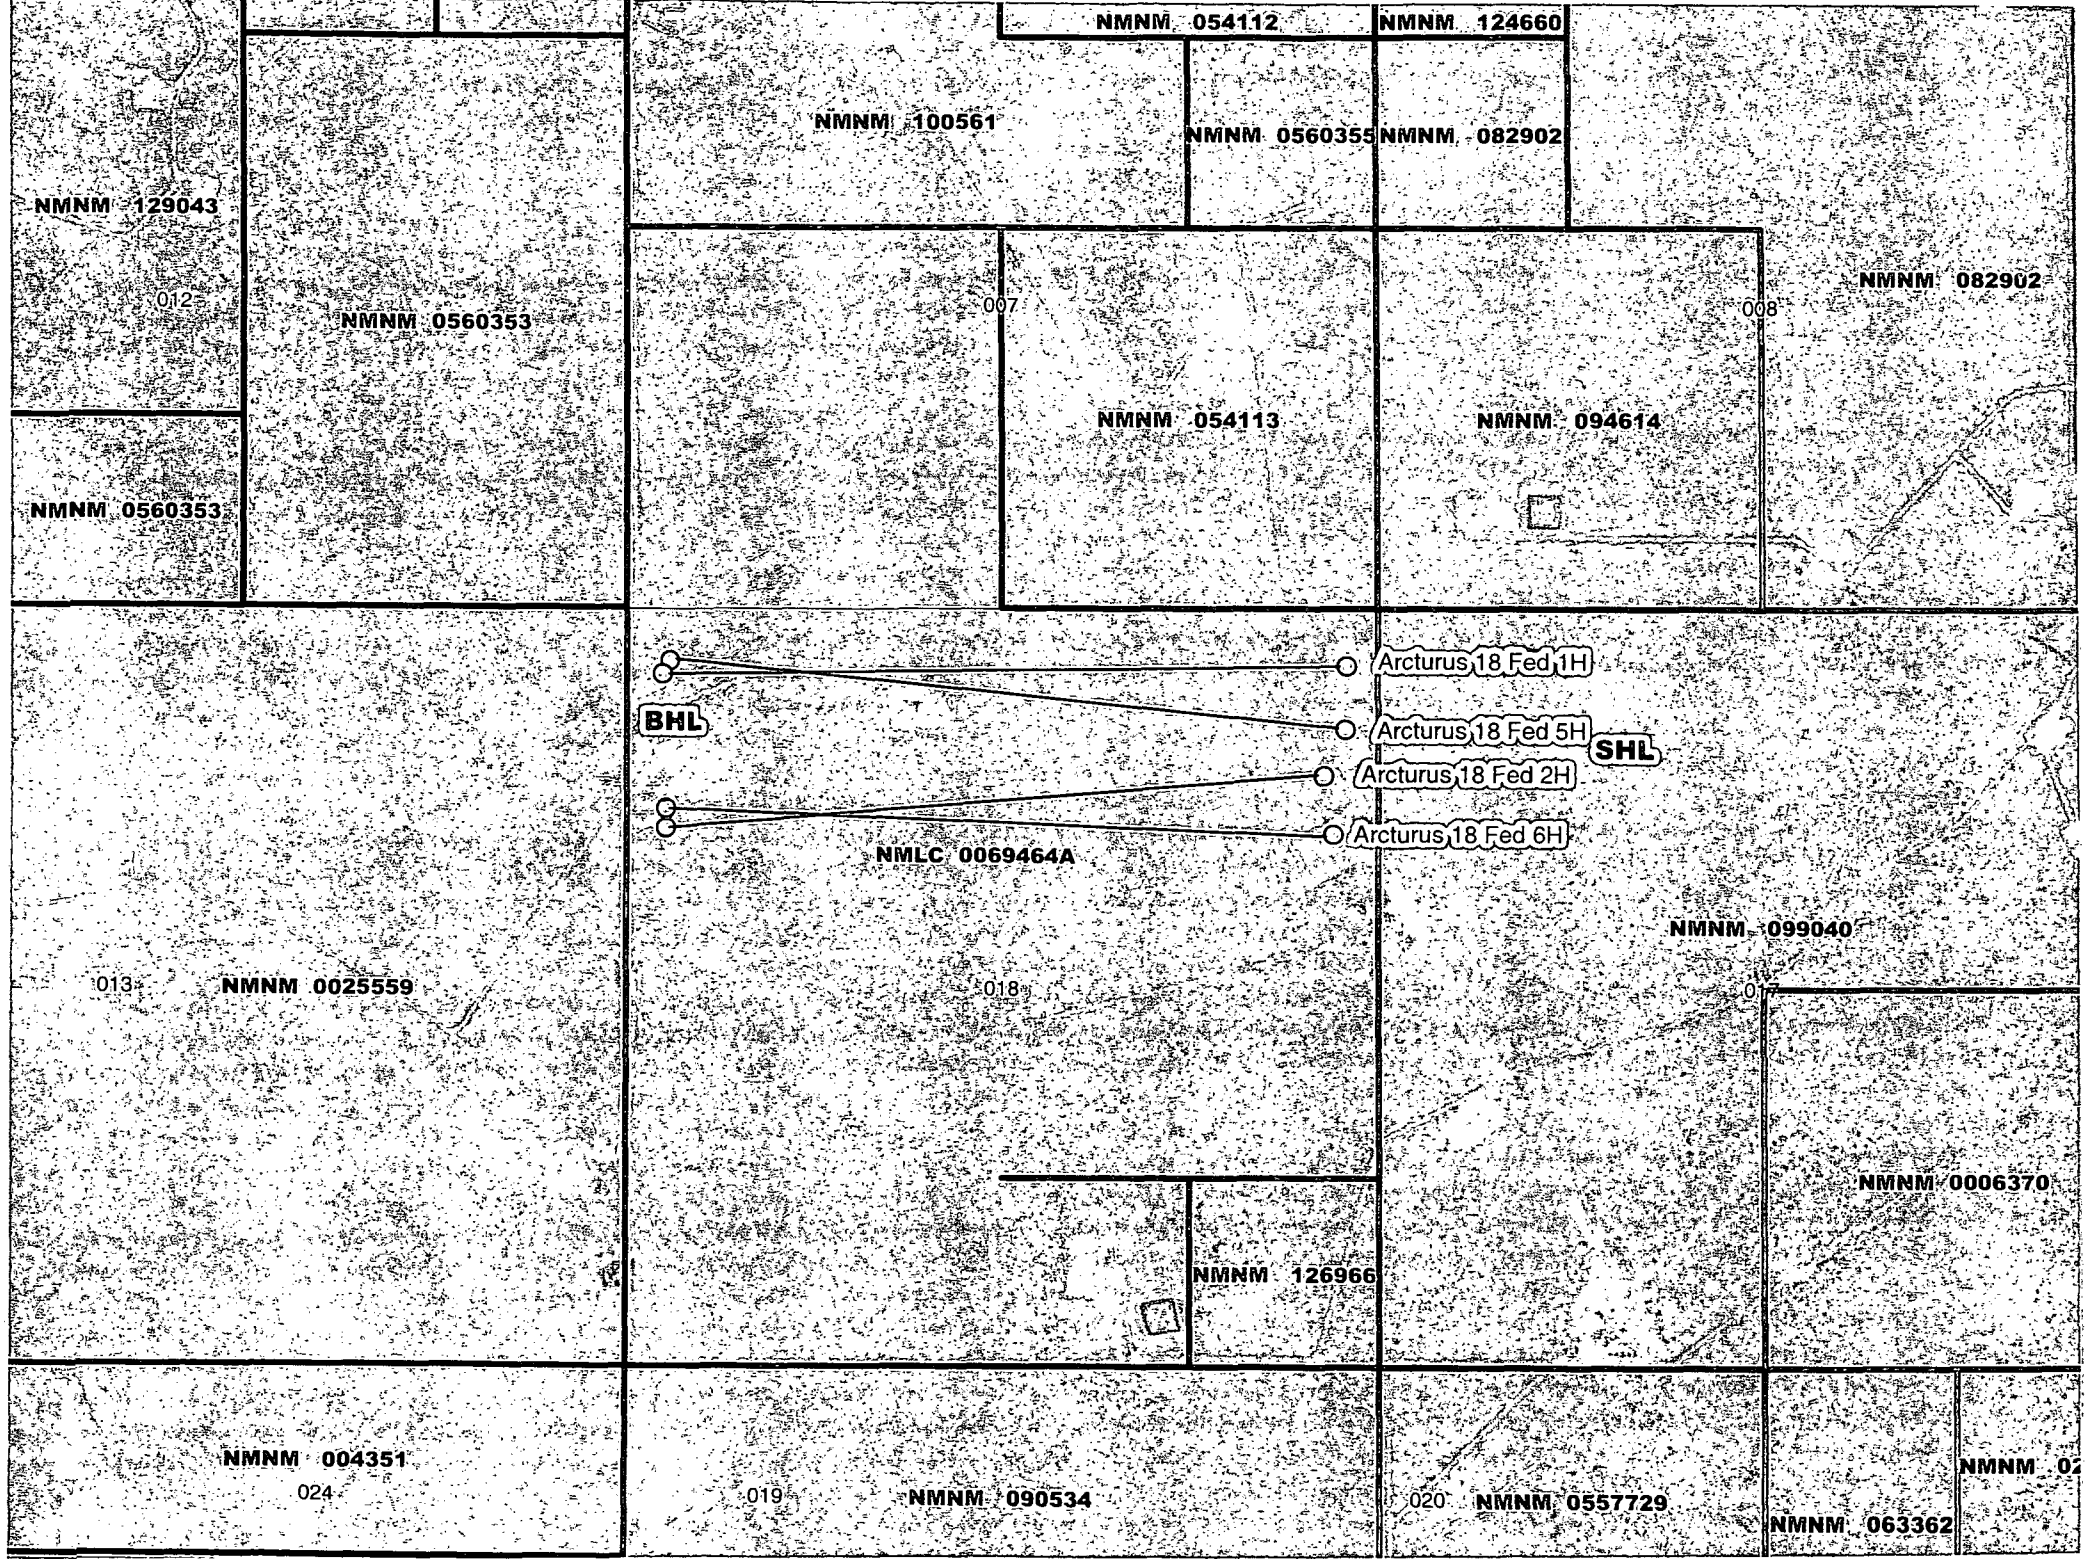 NMNM 054112
NMNM 124660
NMNM 100561
NMNM 0560355
NMNM 082902
NMNM 129043
NMNM 082902
012
007
008
NMNM 0560353
NMNM 054113
NMNM 094614
NMNM 0560353
Arcturus 18 Fed 1H
BHL
Arcturus 18 Fed 5H
SHL
Arcturus 18 Fed 2H
Arcturus 18 Fed 6H
NMLC 0069464A
NMNM 099040
013
NMNM 0025559
018
017
NMNM 0006370
NMNM 126966
NMNM 004351
024
019
NMNM 090534
020
NMNM 0557729
NMNM 02
NMNM 063362